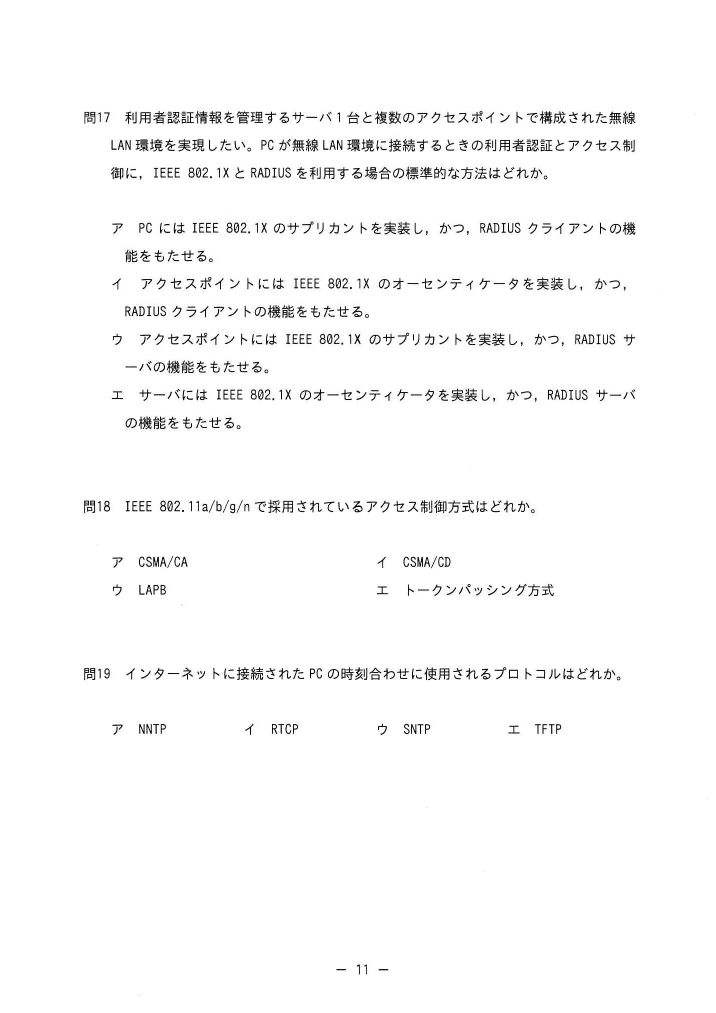 問17 利用者認証情報を管理するサーバ1台と複数のアクセスポイントで構成された無線
LAN環境を実現したい。PCが無線LAN環境に接続するときの利用者認証とアクセス制
御に，IEEE 802.1XとRADIUSを利用する場合の標準的な方法はどれか。
ア PCにはIEEE 802.1Xのサプリカントを実装し，かつ，RADIUSクライアントの機
能をもたせる。
イ アクセスポイントにはIEEE 802.1Xのオーセンティケータを実装し，かつ，
RADIUSクライアントの機能をもたせる。
ウ アクセスポイントにはIEEE 802.1Xのサプリカントを実装し，かつ，RADIUSサ
ーバの機能をもたせる。
エ サーバにはIEEE 802.1Xのオーセンティケータを実装し，かつ，RADIUSサーバ
の機能をもたせる。
問18 IEEE 802.11a/b/g/nで採用されているアクセス制御方式はどれか。
ア CSMA/CA イ CSMA/CD
ウ LAPB エ トークンパッシング方式
問19 インターネットに接続されたPCの時刻合わせに使用されるプロトコルはどれか。
ア NNTP イ RTCP ウ SNTP エ TFTP
― 11 ―